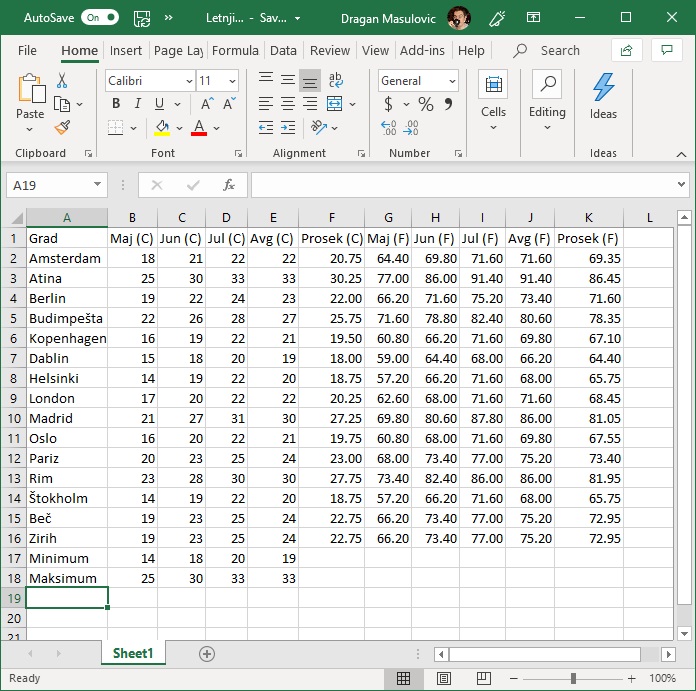 AutoSave On Letnji... - Sav... Dragan Masulovic
File Home Insert Page Lay Formula Data Review View Add-ins Help Search Share
Calibri 11 General
Paste B I U A A $ % 9 Cells Editing Ideas
Clipboard Font Alignment Number Ideas
A19 fx
A B C D E F G H I J K L
1 Grad Maj (C) Jun (C) Jul (C) Avg (C) Prosek (C) Maj (F) Jun (F) Jul (F) Avg (F) Prosek (F)
2 Amsterdam 18 21 22 22 20.75 64.40 69.80 71.60 71.60 69.35
3 Atina 25 30 33 33 30.25 77.00 86.00 91.40 91.40 86.45
4 Berlin 19 22 24 23 22.00 66.20 71.60 75.20 73.40 71.60
5 Budimpešta 22 26 28 27 25.75 71.60 78.80 82.40 80.60 78.35
6 Kopenhagen 16 19 22 21 19.50 60.80 66.20 71.60 69.80 67.10
7 Dablin 15 18 20 19 18.00 59.00 64.40 68.00 66.20 64.40
8 Helsinki 14 19 22 20 18.75 57.20 66.20 71.60 68.00 65.75
9 London 17 20 22 22 20.25 62.60 68.00 71.60 71.60 68.45
10 Madrid 21 27 31 30 27.25 69.80 80.60 87.80 86.00 81.05
11 Oslo 16 20 22 21 19.75 60.80 68.00 71.60 69.80 67.55
12 Pariz 20 23 25 24 23.00 68.00 73.40 77.00 75.20 73.40
13 Rim 23 28 30 30 27.75 73.40 82.40 86.00 86.00 81.95
14 Štokholm 14 19 22 20 18.75 57.20 66.20 71.60 68.00 65.75
15 Beč 19 23 25 24 22.75 66.20 73.40 77.00 75.20 72.95
16 Zirih 19 23 25 24 22.75 66.20 73.40 77.00 75.20 72.95
17 Minimum 14 18 20 19
18 Maksimum 25 30 33 33
19
20
21
Sheet1
Ready 100%